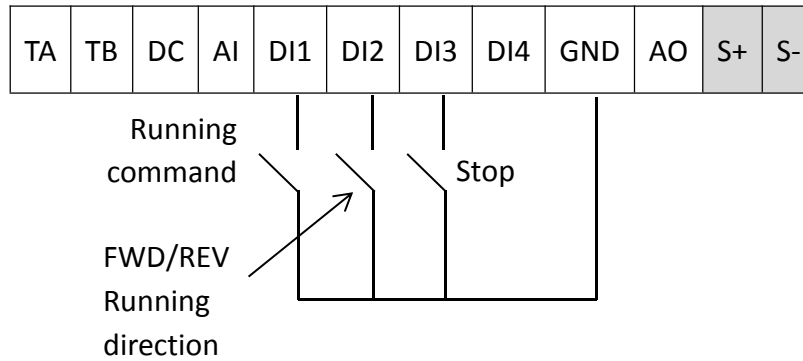 TA TB DC AI DI1 DI2 DI3 DI4 GND AO S+ S-
Running
command
Stop
FWD/REV
Running
direction